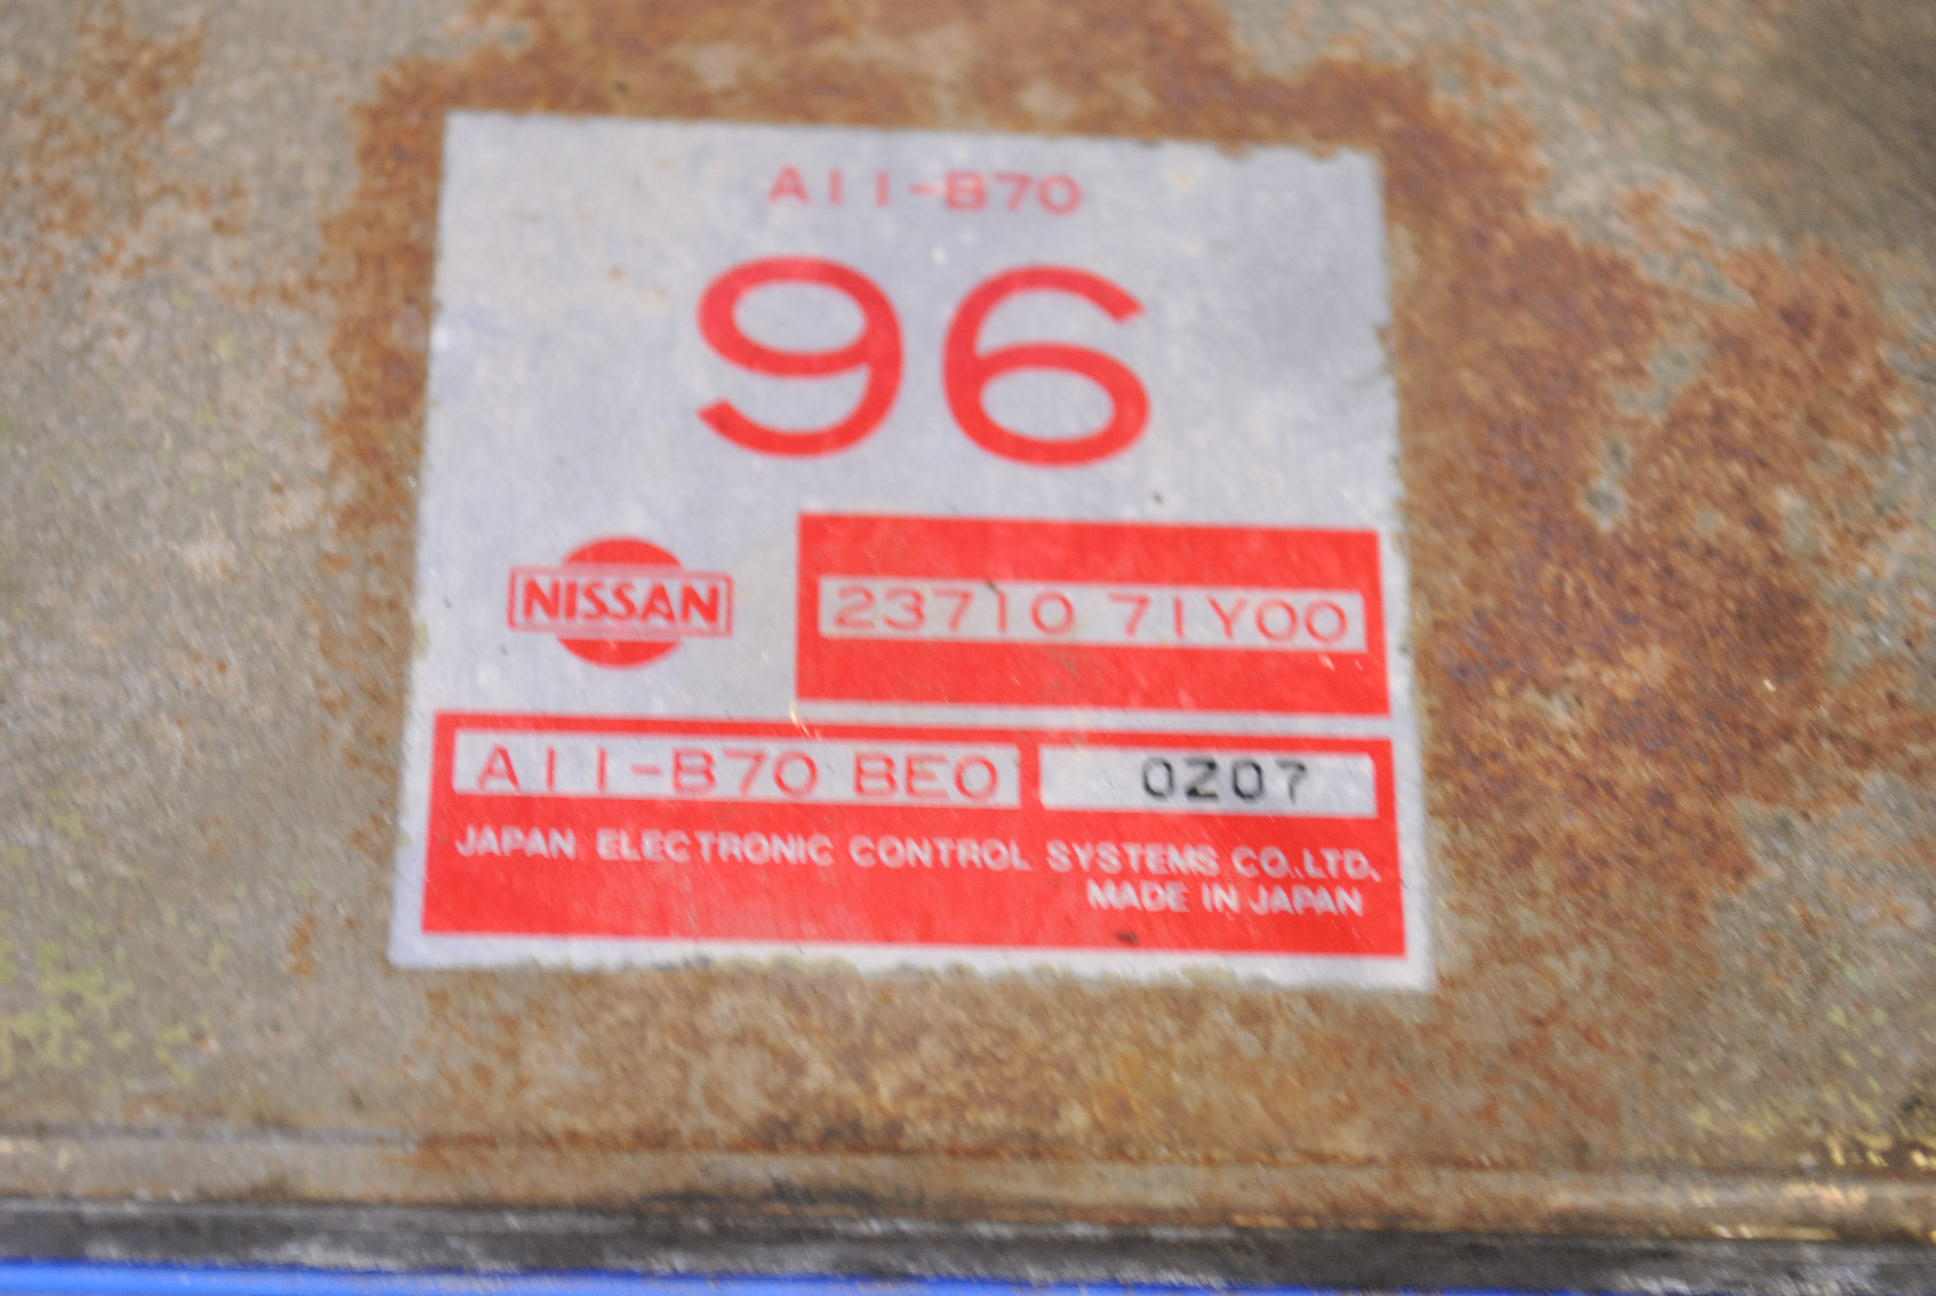 A11-B70
96
NISSAN
23710 71Y00
A11-B70 BE0 0Z07
JAPAN ELECTRONIC CONTROL SYSTEMS CO.,LTD.
MADE IN JAPAN